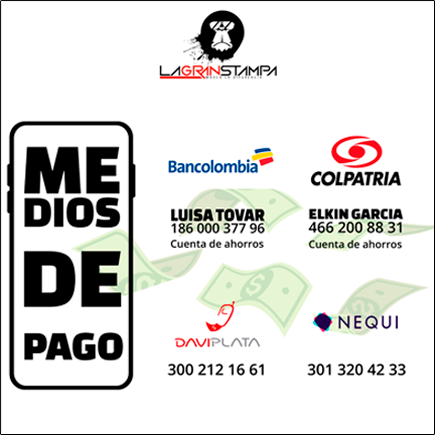 LAGRANSTAMPA
ME
DIOS
DE
PAGO
Bancolombia
LUISA TOVAR
186 000 377 96
Cuenta de ahorros
COLPATRIA
ELKIN GARCIA
466 200 88 31
Cuenta de ahorros
DAVIPLATA
300 212 16 61
NEQUI
301 320 42 33